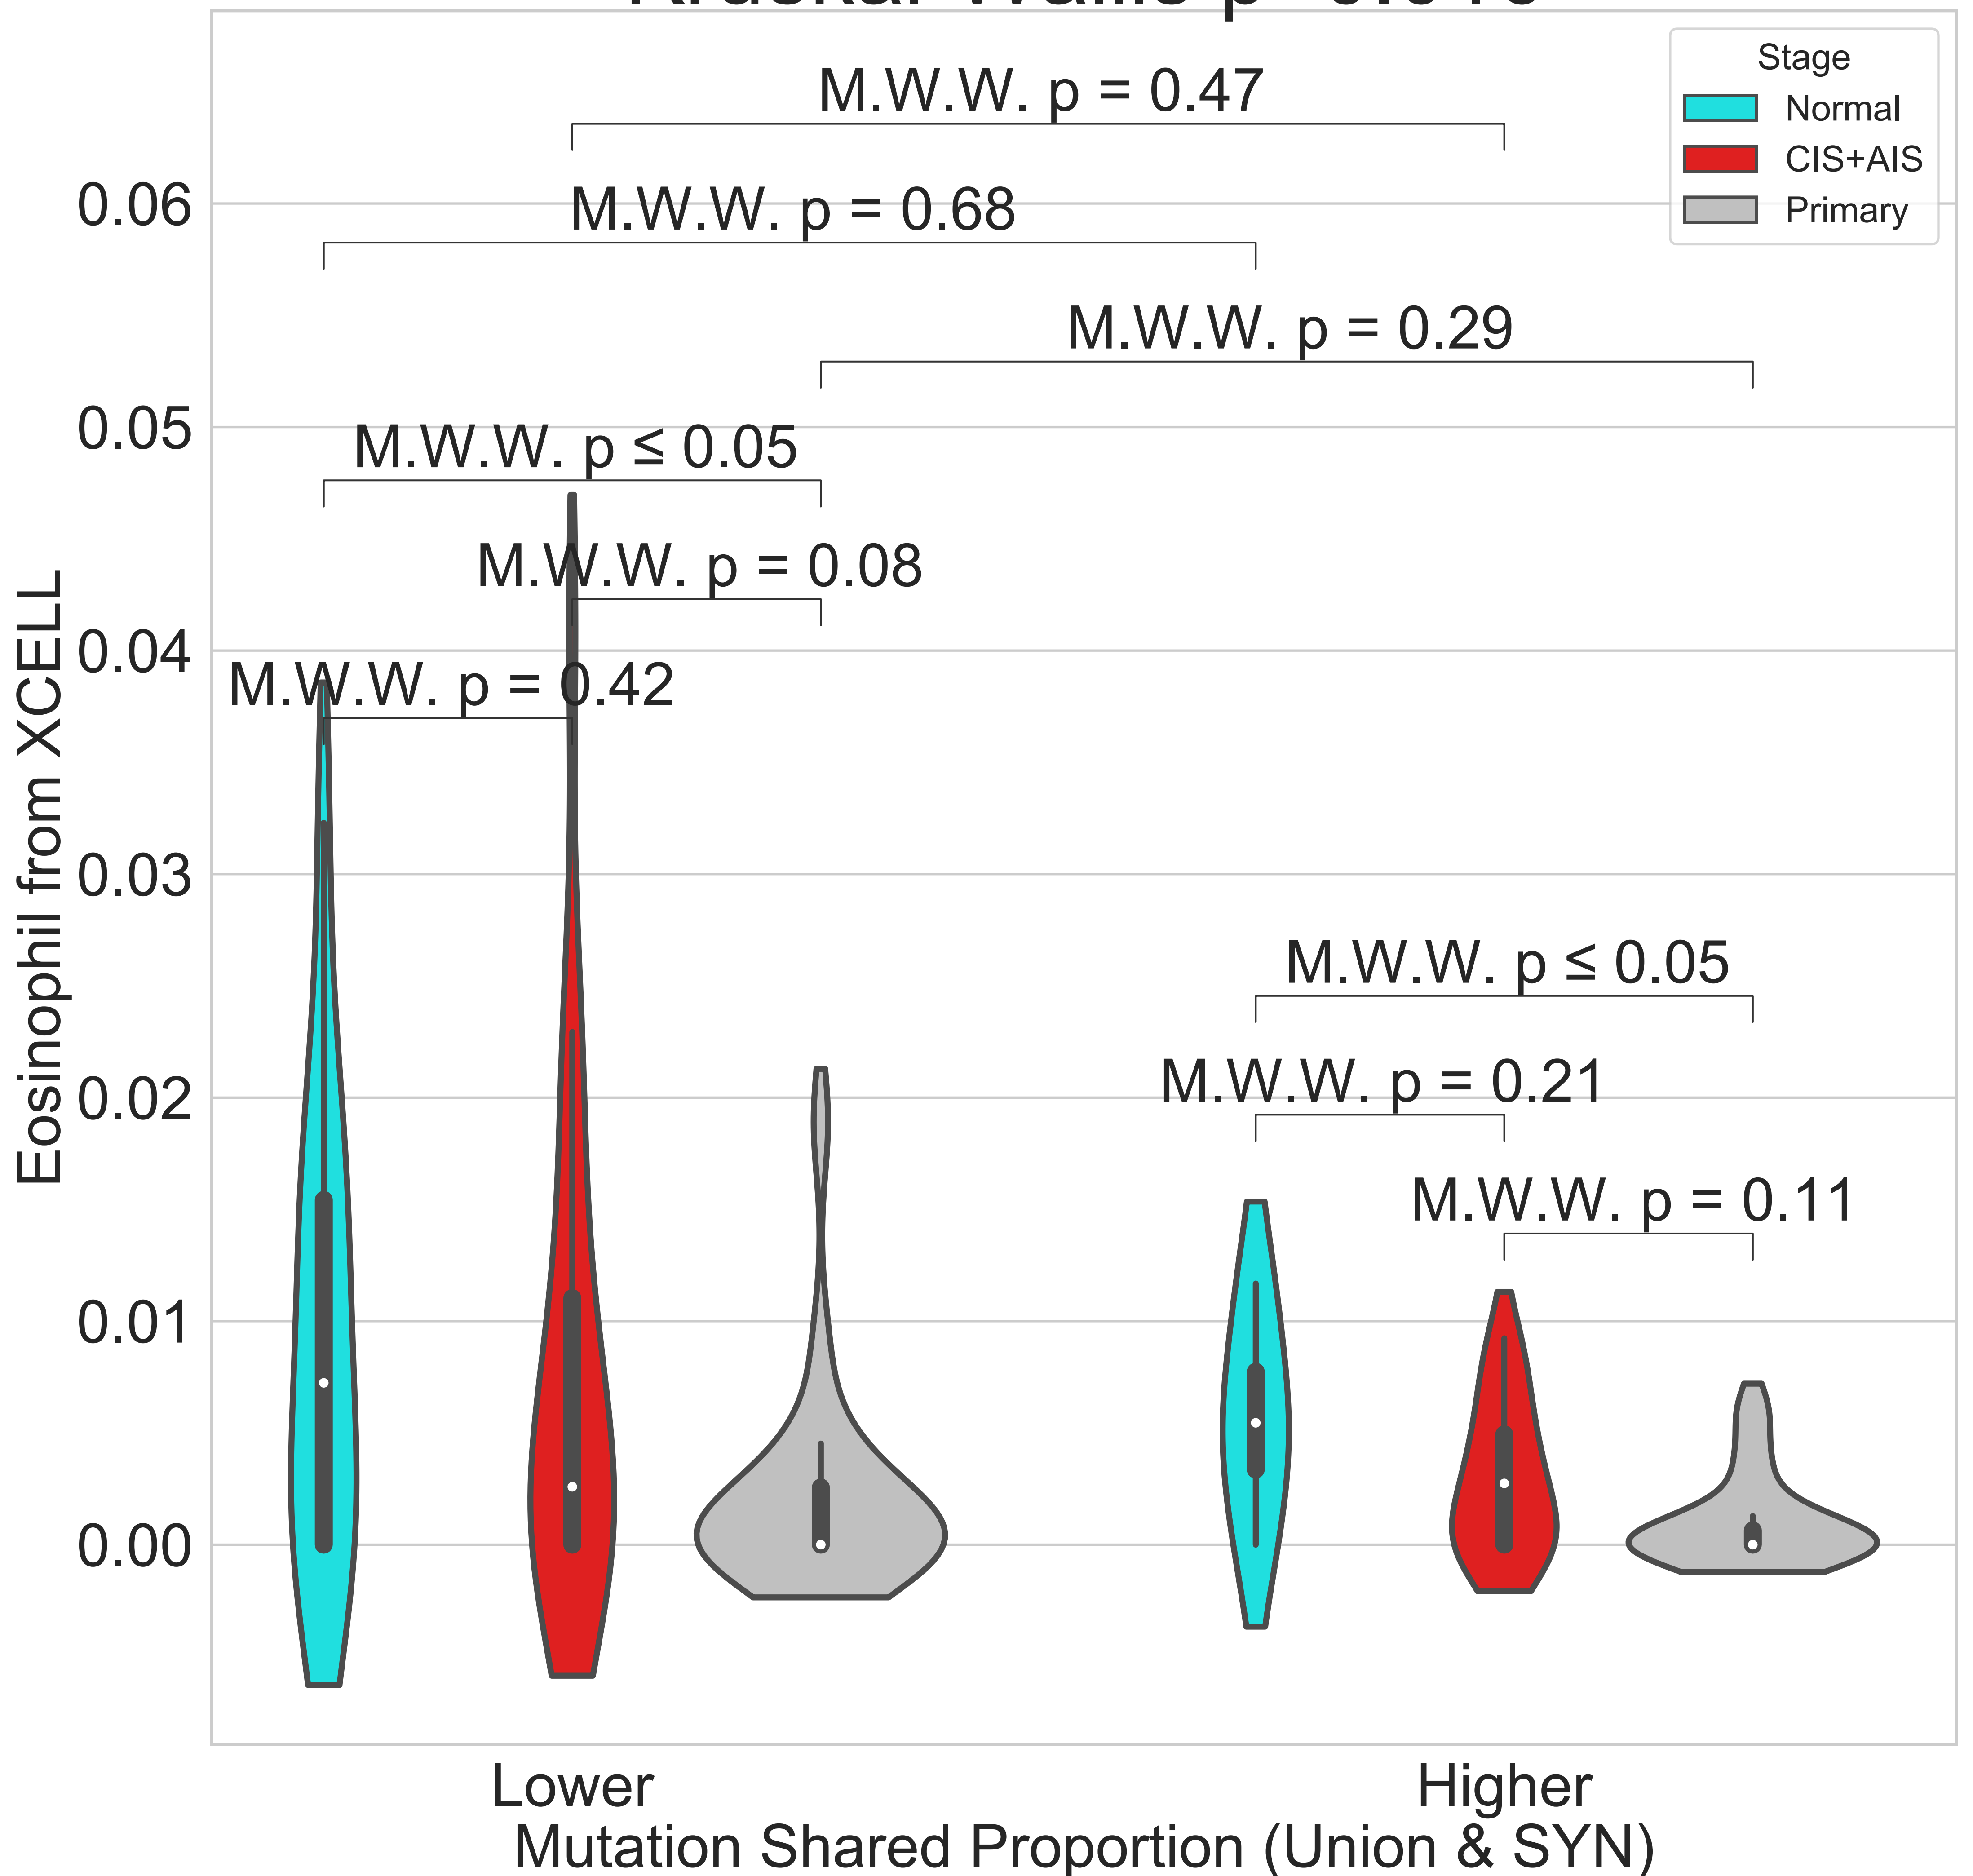 M.W.W. p = 0.47
M.W.W. p = 0.68
M.W.W. p = 0.29
M.W.W. p ≤ 0.05
M.W.W. p = 0.08
M.W.W. p = 0.42
M.W.W. p ≤ 0.05
M.W.W. p = 0.21
M.W.W. p = 0.11
Stage
Normal
CIS+AIS
Primary
0.06
0.05
0.04
0.03
0.02
0.01
0.00
Eosinophil from XCELL
Lower
Higher
Mutation Shared Proportion (Union & SYN)